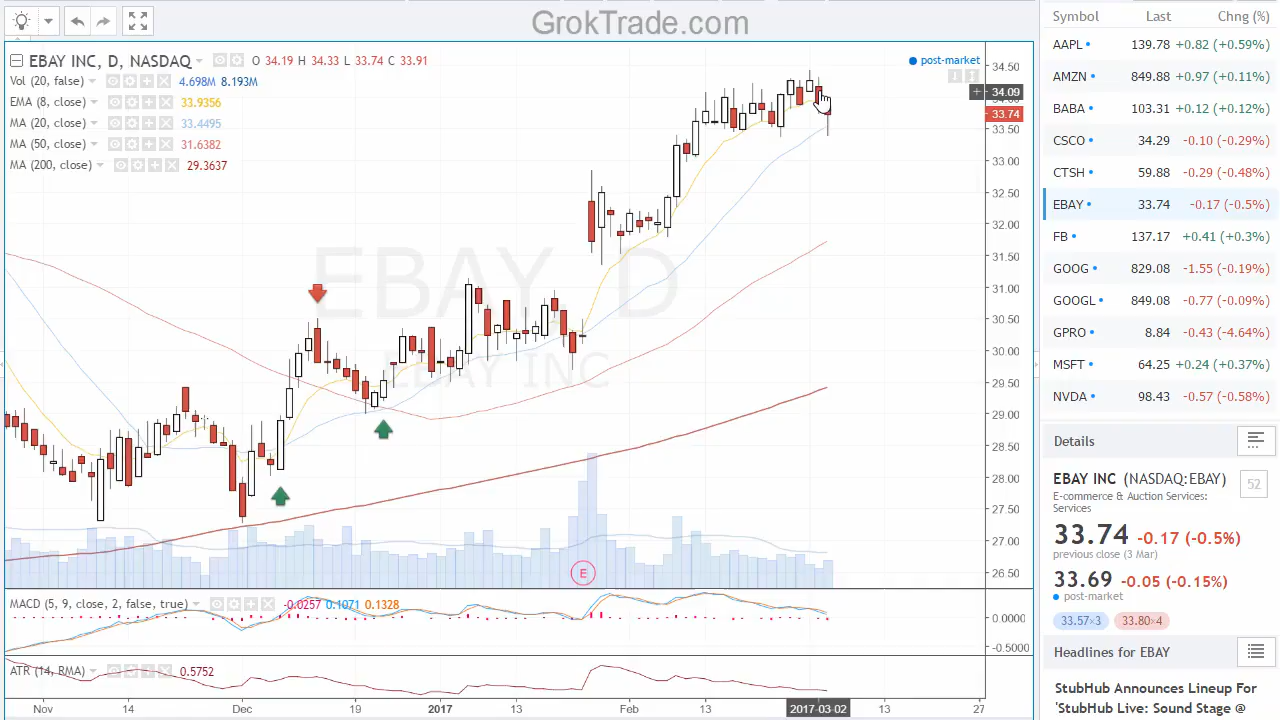 GrokTrade.com
EBAY INC, D, NASDAQ O 34.19 H 34.33 L 33.74 C 33.91
Vol (20, false) 4.698M 8.193M
EMA (8, close) 33.9356
MA (20, close) 33.4495
MA (50, close) 31.6382
MA (200, close) 29.3637
post-market
EBAY, D
EBAY INC
34.50
34.09
34.00
33.74
33.50
33.00
32.50
32.00
31.50
31.00
30.50
30.00
29.50
29.00
28.50
28.00
27.50
27.00
26.50
E
MACD (5, 9, close, 2, false, true) -0.0257 0.1071 0.1328
0.0000
-0.5000
ATR (14, RMA) 0.5752
Nov 14 Dec 19 2017 13 Feb 13 2017-03-02 13 27
Symbol Last Chng (%)
AAPL 139.78 +0.82 (+0.59%)
AMZN 849.88 +0.97 (+0.11%)
BABA 103.31 +0.12 (+0.12%)
CSCO 34.29 -0.10 (-0.29%)
CTSH 59.88 -0.29 (-0.48%)
EBAY 33.74 -0.17 (-0.5%)
FB 137.17 +0.41 (+0.3%)
GOOG 829.08 -1.55 (-0.19%)
GOOGL 849.08 -0.77 (-0.09%)
GPRO 8.84 -0.43 (-4.64%)
MSFT 64.25 +0.24 (+0.37%)
NVDA 98.43 -0.57 (-0.58%)
Details
EBAY INC (NASDAQ:EBAY) 52
E-commerce & Auction Services:
Services
33.74 -0.17 (-0.5%)
previous close (3 Mar)
33.69 -0.05 (-0.15%)
post-market
33.57×3 33.80×4
Headlines for EBAY
StubHub Announces Lineup For
'StubHub Live: Sound Stage @